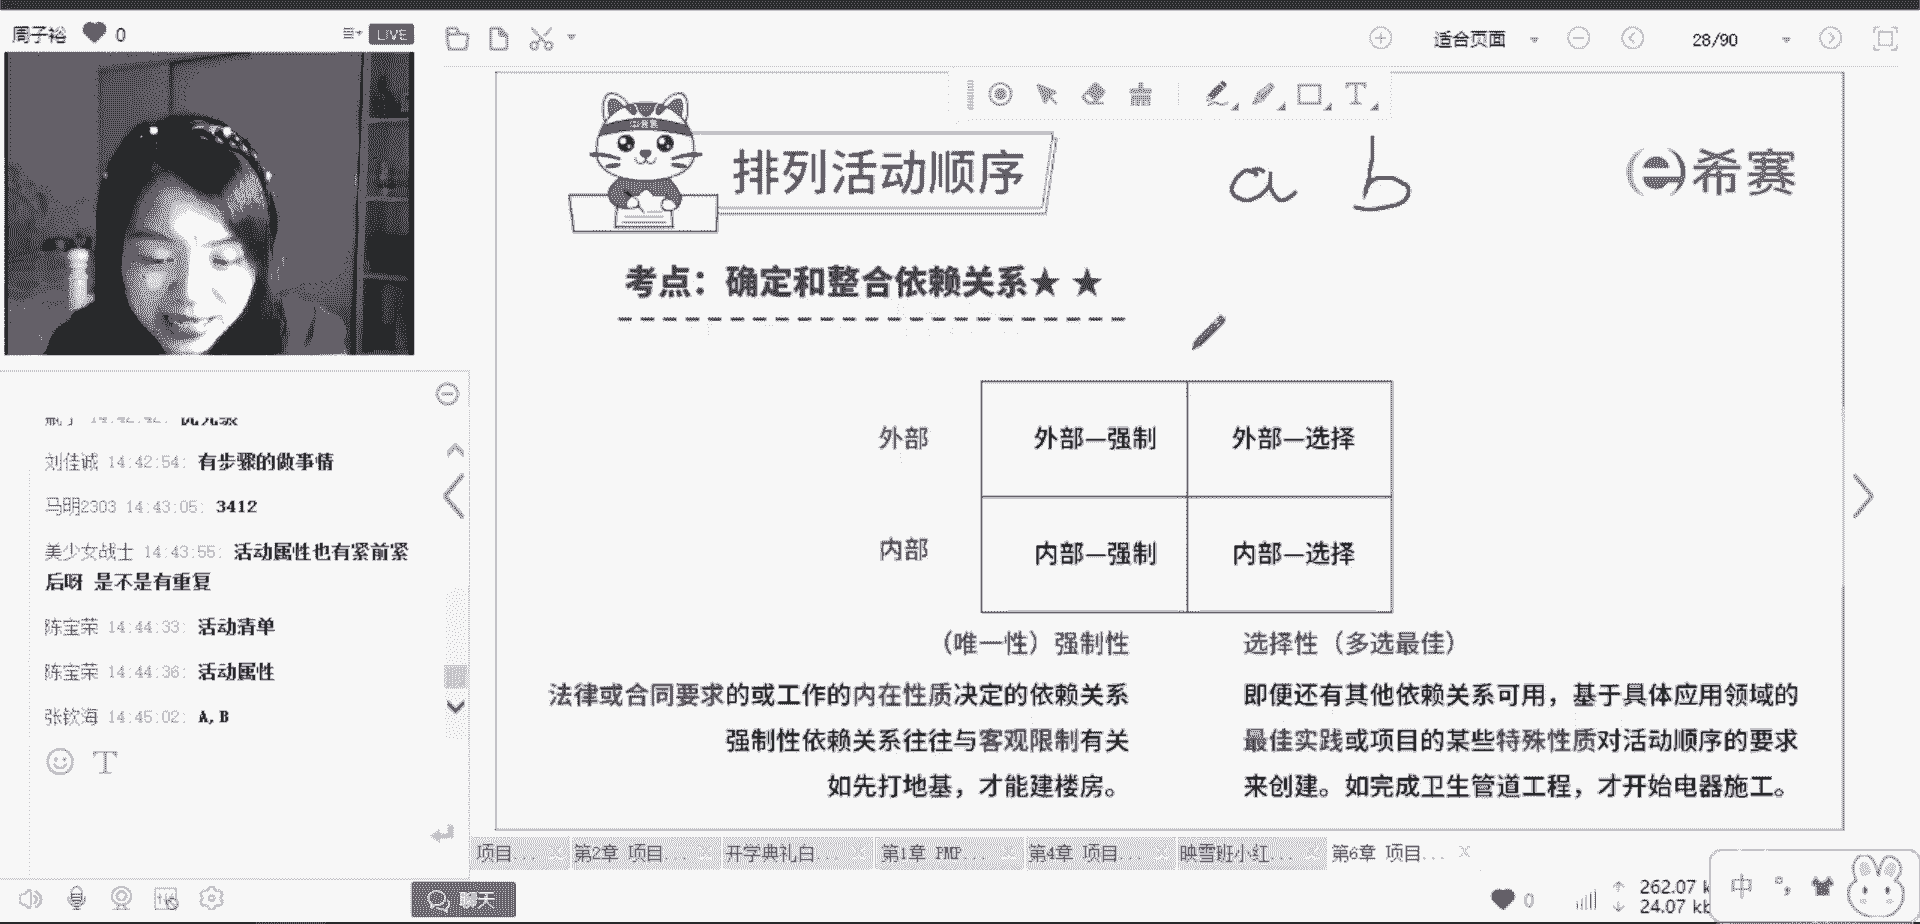 周子裕 0 LIVE
适合页面 28/90
排列活动顺序
a b
希赛
考点：确定和整合依赖关系★ ★
外部 外部—强制 外部—选择
内部 内部—强制 内部—选择
（唯一性）强制性 选择性（多选最佳）
法律或合同要求的或工作的内在性质决定的依赖关系
强制性依赖关系往往与客观限制有关
如先打地基，才能建楼房。
即便还有其他依赖关系可用，基于具体应用领域的
最佳实践或项目的某些特殊性质对活动顺序的要求
来创建。如完成卫生管道工程，才开始电器施工。
刘佳诚 14:42:54: 有步骤的做事情
马明2303 14:43:05: 3412
美少女战士 14:43:55: 活动属性也有紧前紧
后呀 是不是有重复
陈宝荣 14:44:33: 活动清单
陈宝荣 14:44:36: 活动属性
张钦海 14:45:02: A,B
项目... 第2章 项目... 开学典礼白... 第1章 PMP... 第4章 项目... 映雪班小红... 第6章 项目...
聊天
0
262.07 k
24.07 kb
中